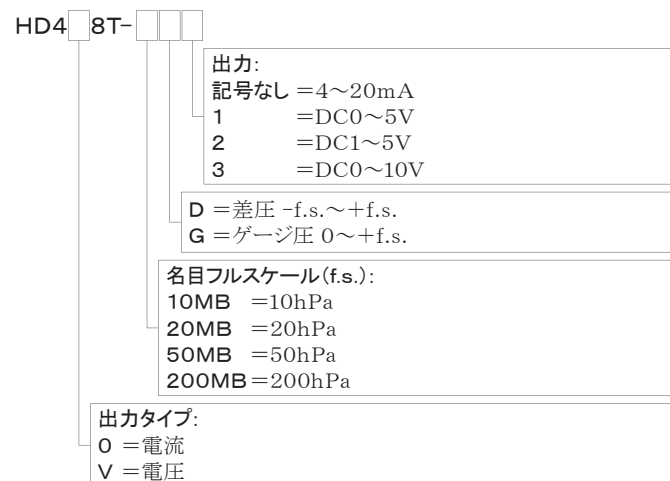 HD4□8T-□□□
出力:
記号なし =4〜20mA
1 =DC0〜5V
2 =DC1〜5V
3 =DC0〜10V
D =差圧 -f.s.〜+f.s.
G =ゲージ圧 0〜+f.s.
名目フルスケール(f.s.):
10MB =10hPa
20MB =20hPa
50MB =50hPa
200MB=200hPa
出力タイプ:
0 =電流
V =電圧